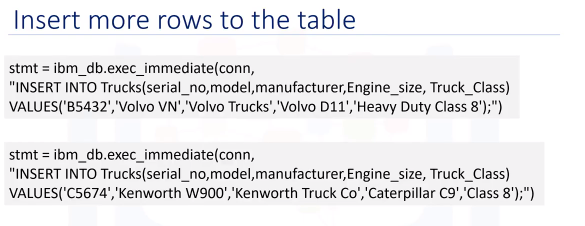 Insert more rows to the table
stmt = ibm_db.exec_immediate(conn,
"INSERT INTO Trucks(serial_no,model,manufacturer,Engine_size, Truck_Class)
VALUES('B5432','Volvo VN','Volvo Trucks','Volvo D11','Heavy Duty Class 8');")
stmt = ibm_db.exec_immediate(conn,
"INSERT INTO Trucks(serial_no,model,manufacturer,Engine_size, Truck_Class)
VALUES('C5674','Kenworth W900','Kenworth Truck Co','Caterpillar C9','Class 8');")